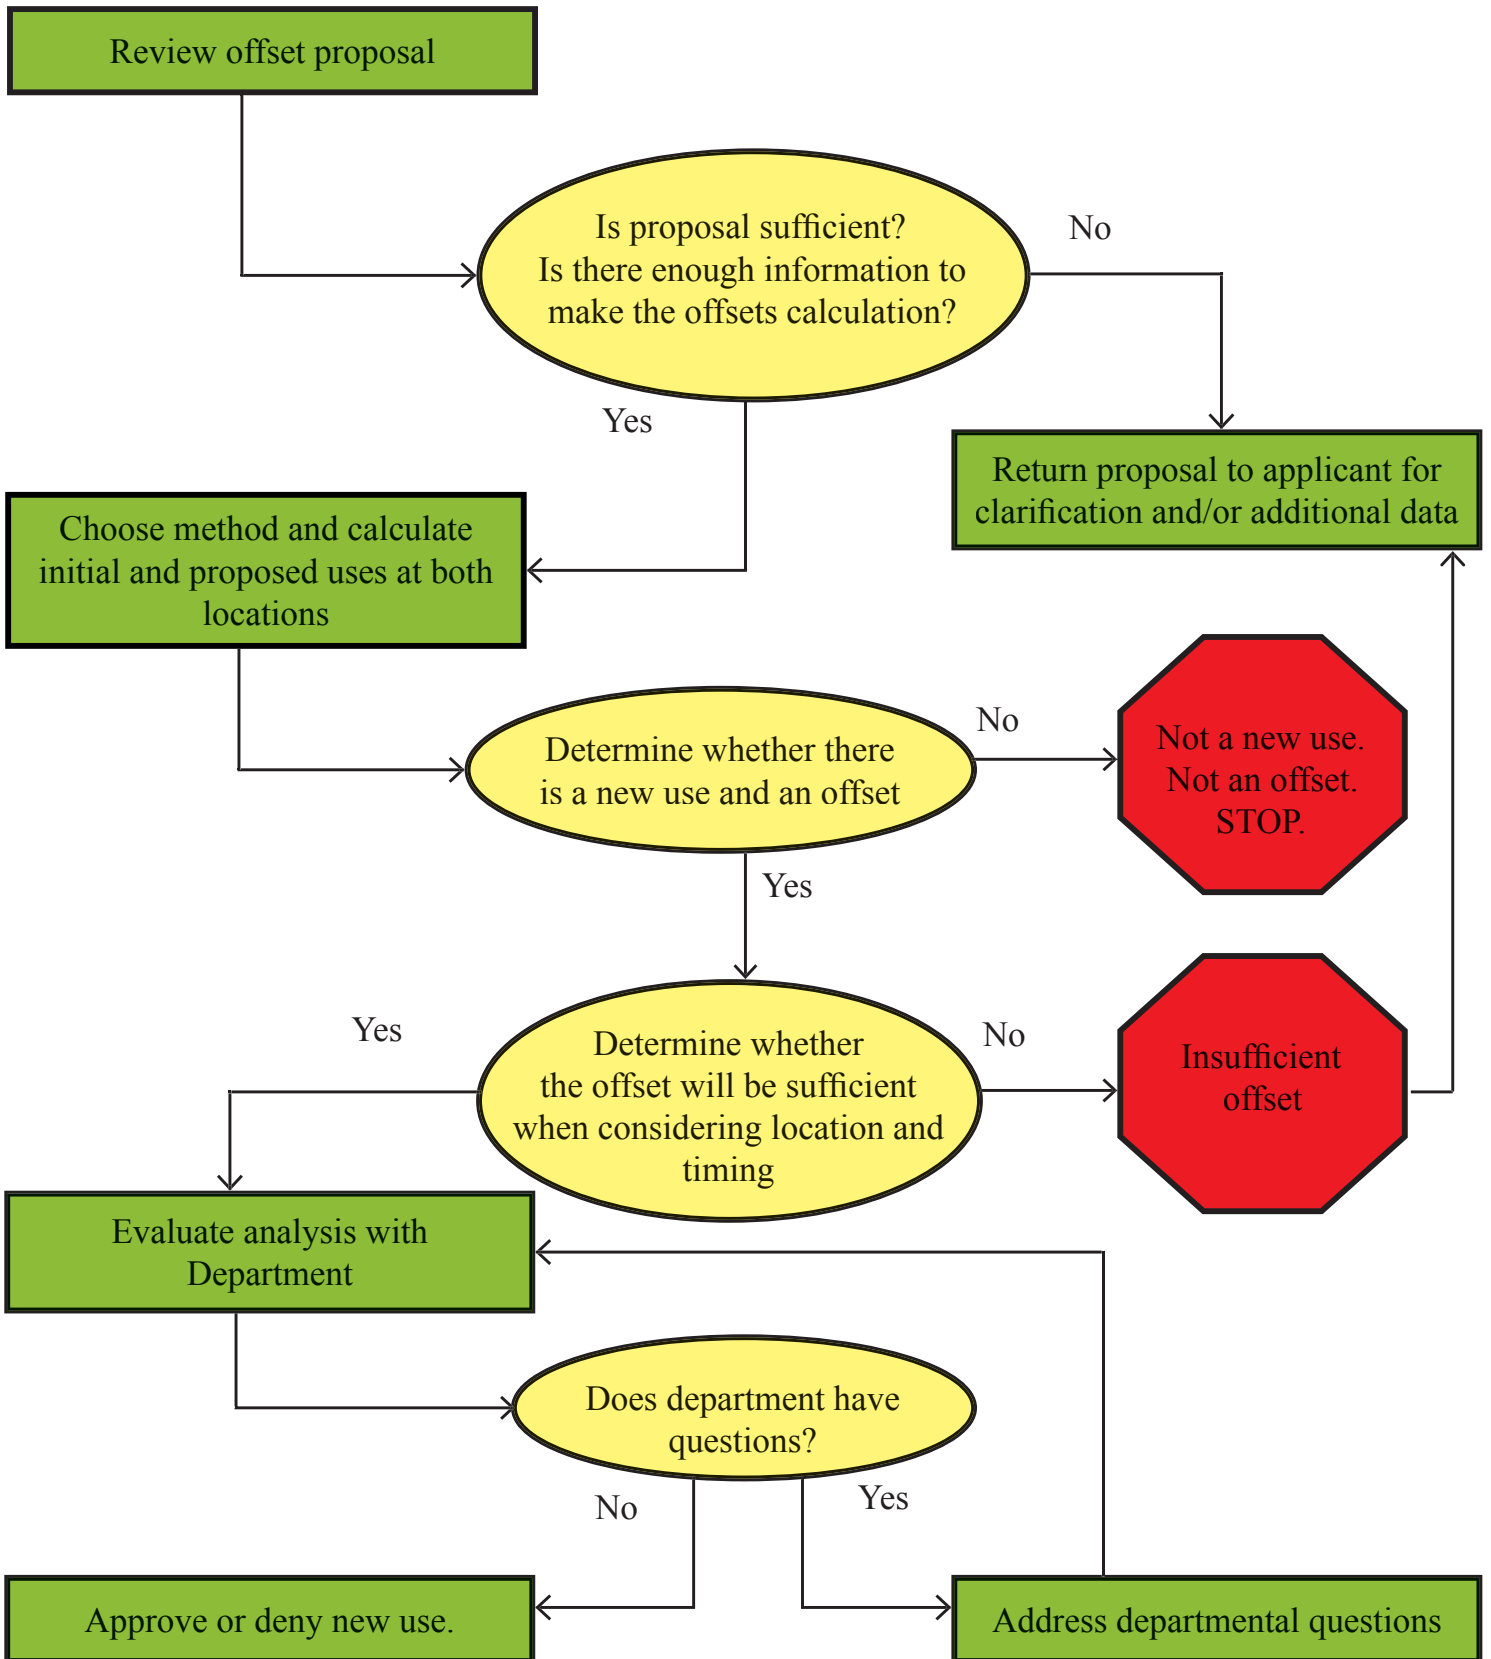 Review offset proposal
Is proposal sufficient?
Is there enough information to
make the offsets calculation?
No
Yes
Return proposal to applicant for
clarification and/or additional data
Choose method and calculate
initial and proposed uses at both
locations
Determine whether there
is a new use and an offset
No
Not a new use.
Not an offset.
STOP.
Yes
Determine whether
the offset will be sufficient
when considering location and
timing
Yes
No
Insufficient
offset
Evaluate analysis with
Department
Does department have
questions?
No
Yes
Approve or deny new use.
Address departmental questions